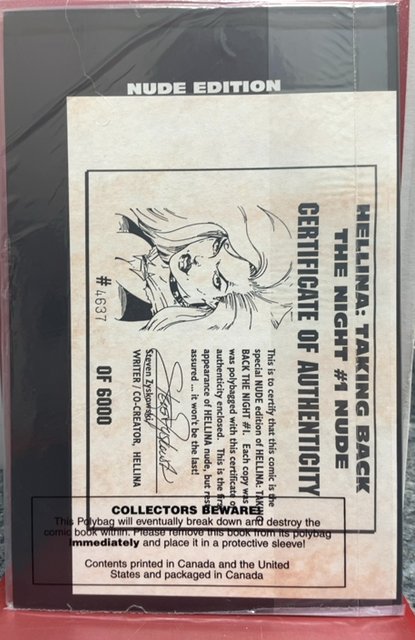 NUDE EDITION
HELLINA: TAKING BACK
THE NIGHT #1 NUDE
CERTIFICATE OF AUTHENTICITY
This is to certify that this comic is the
special NUDE edition of HELLINA: TAKING
BACK THE NIGHT #1. Each copy was
was polybagged with this certificate of
authenticity enclosed. This is the first
appearance of HELLINA nude, but rest
assured ... it won't be the last!
Steven Zyskowski
WRITER/CO-CREATOR, HELLINA
# 4637 OF 6000
COLLECTORS BEWARE!
This Polybag will eventually break down and destroy the
comic book within. Please remove this book from its polybag
immediately and place it in a protective sleeve!
Contents printed in Canada and the United
States and packaged in Canada